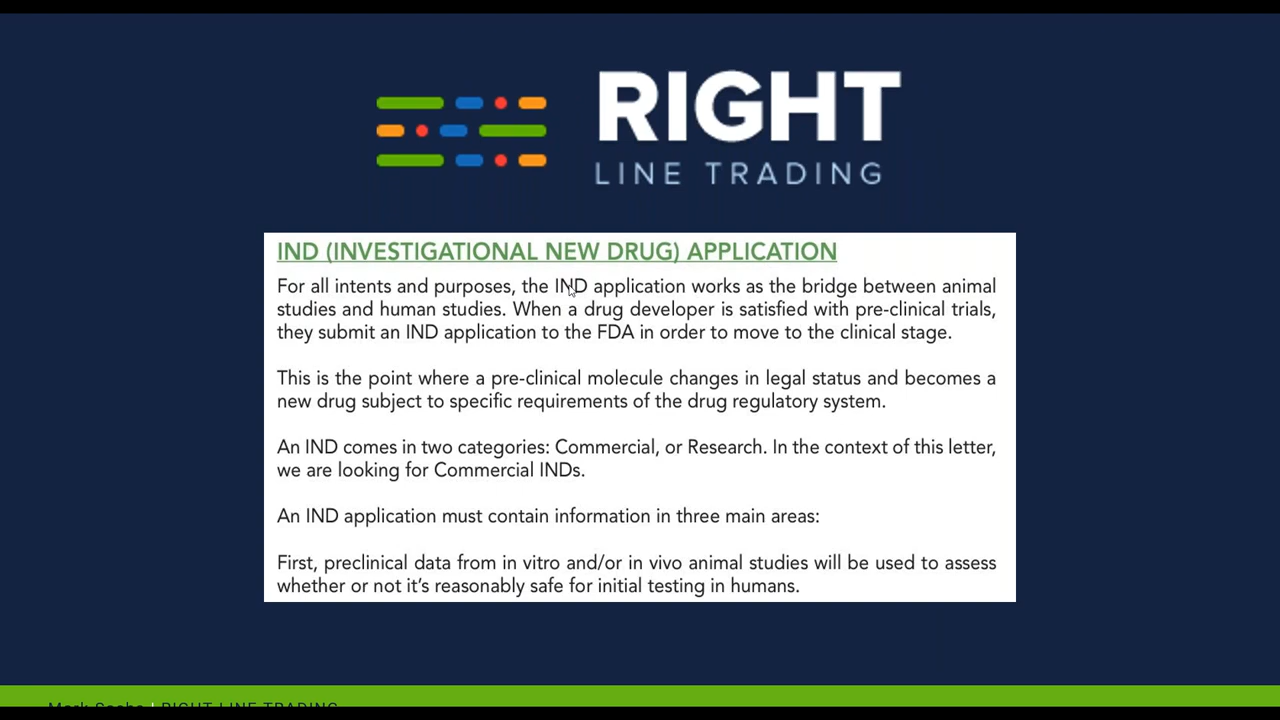 RIGHT
LINE TRADING
IND (INVESTIGATIONAL NEW DRUG) APPLICATION
For all intents and purposes, the IND application works as the bridge between animal
studies and human studies. When a drug developer is satisfied with pre-clinical trials,
they submit an IND application to the FDA in order to move to the clinical stage.
This is the point where a pre-clinical molecule changes in legal status and becomes a
new drug subject to specific requirements of the drug regulatory system.
An IND comes in two categories: Commercial, or Research. In the context of this letter,
we are looking for Commercial INDs.
An IND application must contain information in three main areas:
First, preclinical data from in vitro and/or in vivo animal studies will be used to assess
whether or not it’s reasonably safe for initial testing in humans.
| RIGHT LINE TRADING